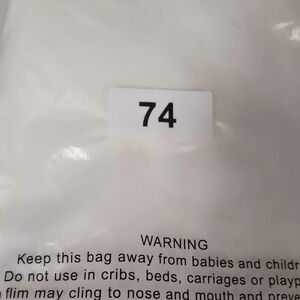 74
WARNING
Keep this bag away from babies and childr
Do not use in cribs, beds, carriages or playp
flim may cling to nose and mouth and preve